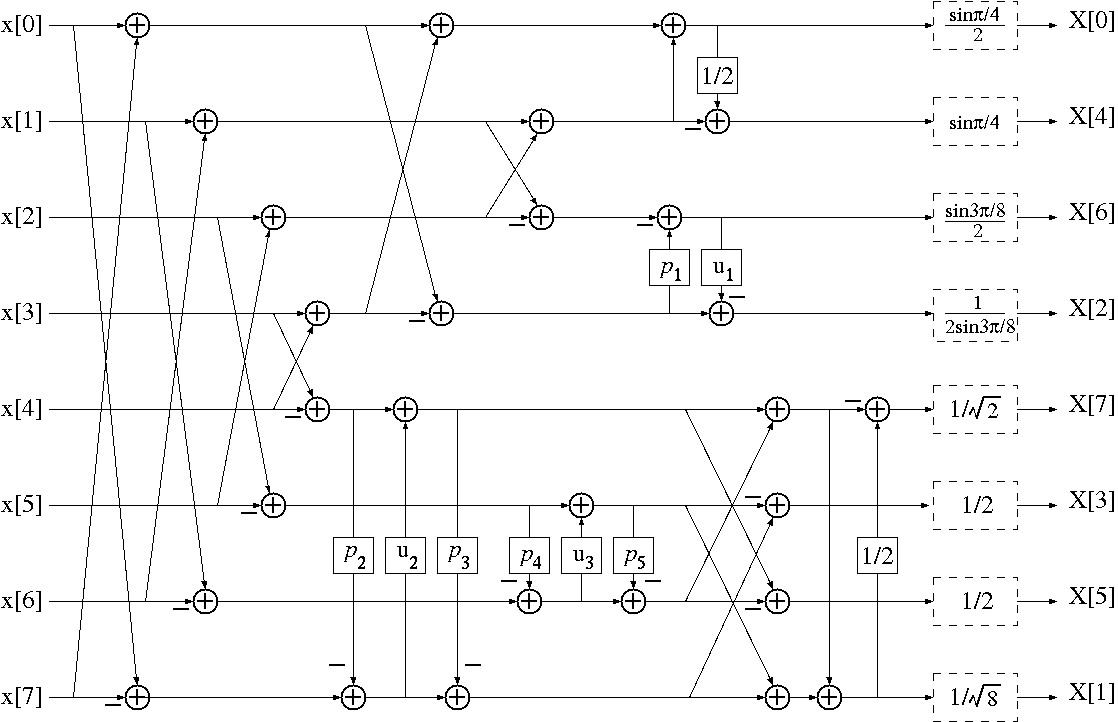 x[0] sinπ/4 X[0]
2
1/2
x[1] sinπ/4 X[4]
x[2] sin3π/8 X[6]
2
p1 u1
x[3] 1 X[2]
2sin3π/8
x[4] 1/√2 X[7]
x[5] 1/2 X[3]
p2 u2 p3 p4 u3 p5 1/2
x[6] 1/2 X[5]
x[7] 1/√8 X[1]